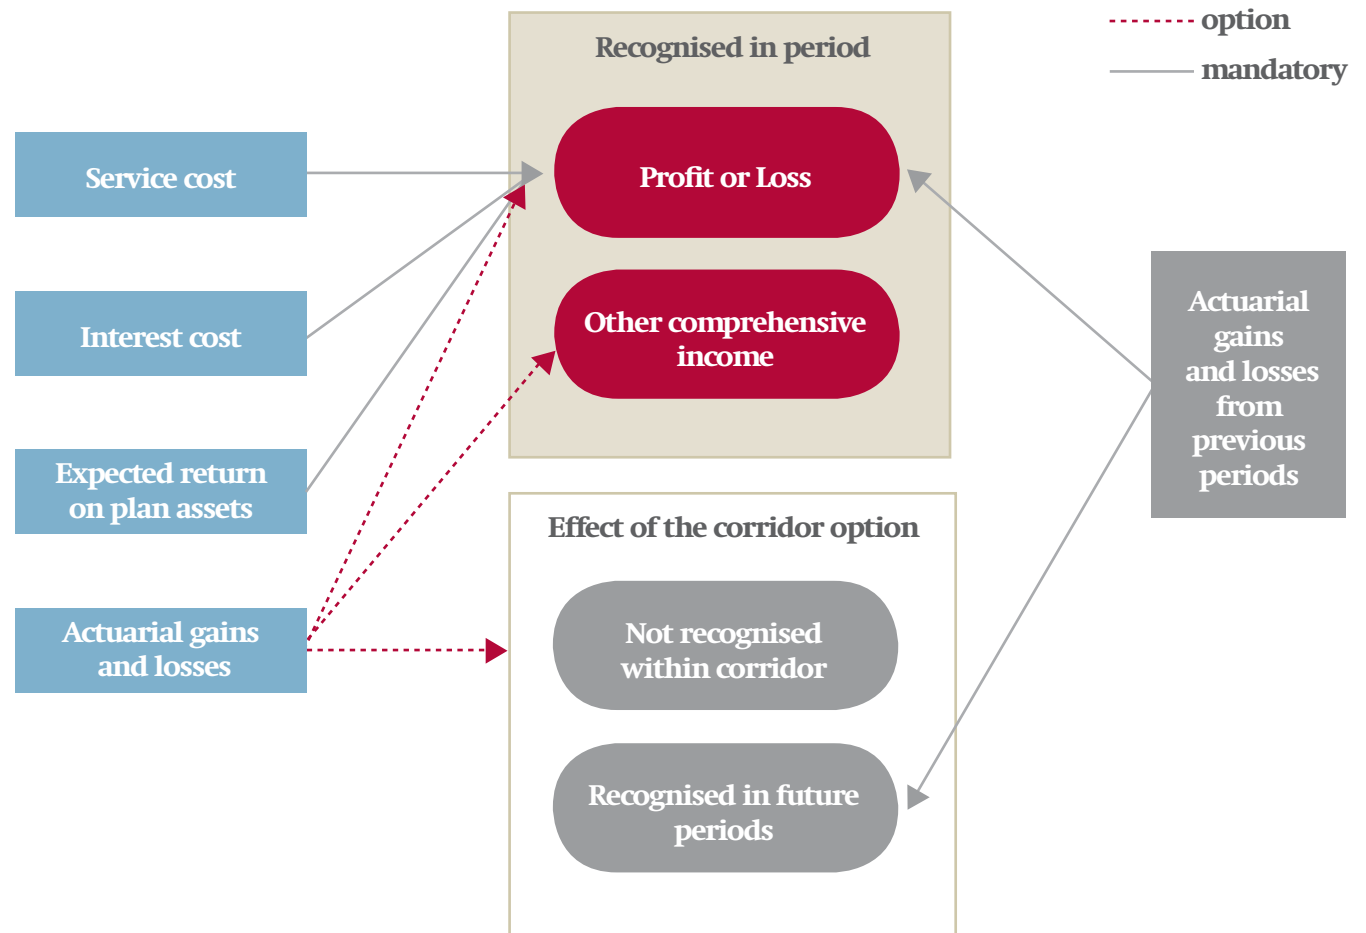 option
mandatory
Recognised in period
Service cost
Profit or Loss
Interest cost
Other comprehensive
income
Actuarial
gains
and losses
from
previous
periods
Expected return
on plan assets
Effect of the corridor option
Actuarial gains
and losses
Not recognised
within corridor
Recognised in future
periods